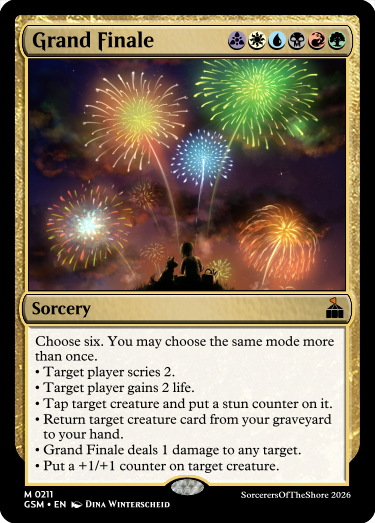 Grand Finale
Sorcery
Choose six. You may choose the same mode more
than once.
• Target player scries 2.
• Target player gains 2 life.
• Tap target creature and put a stun counter on it.
• Return target creature card from your graveyard
to your hand.
• Grand Finale deals 1 damage to any target.
• Put a +1/+1 counter on target creature.
M 0211
GSM • EN Dina Winterscheid
SorcerersOfTheShore 2026